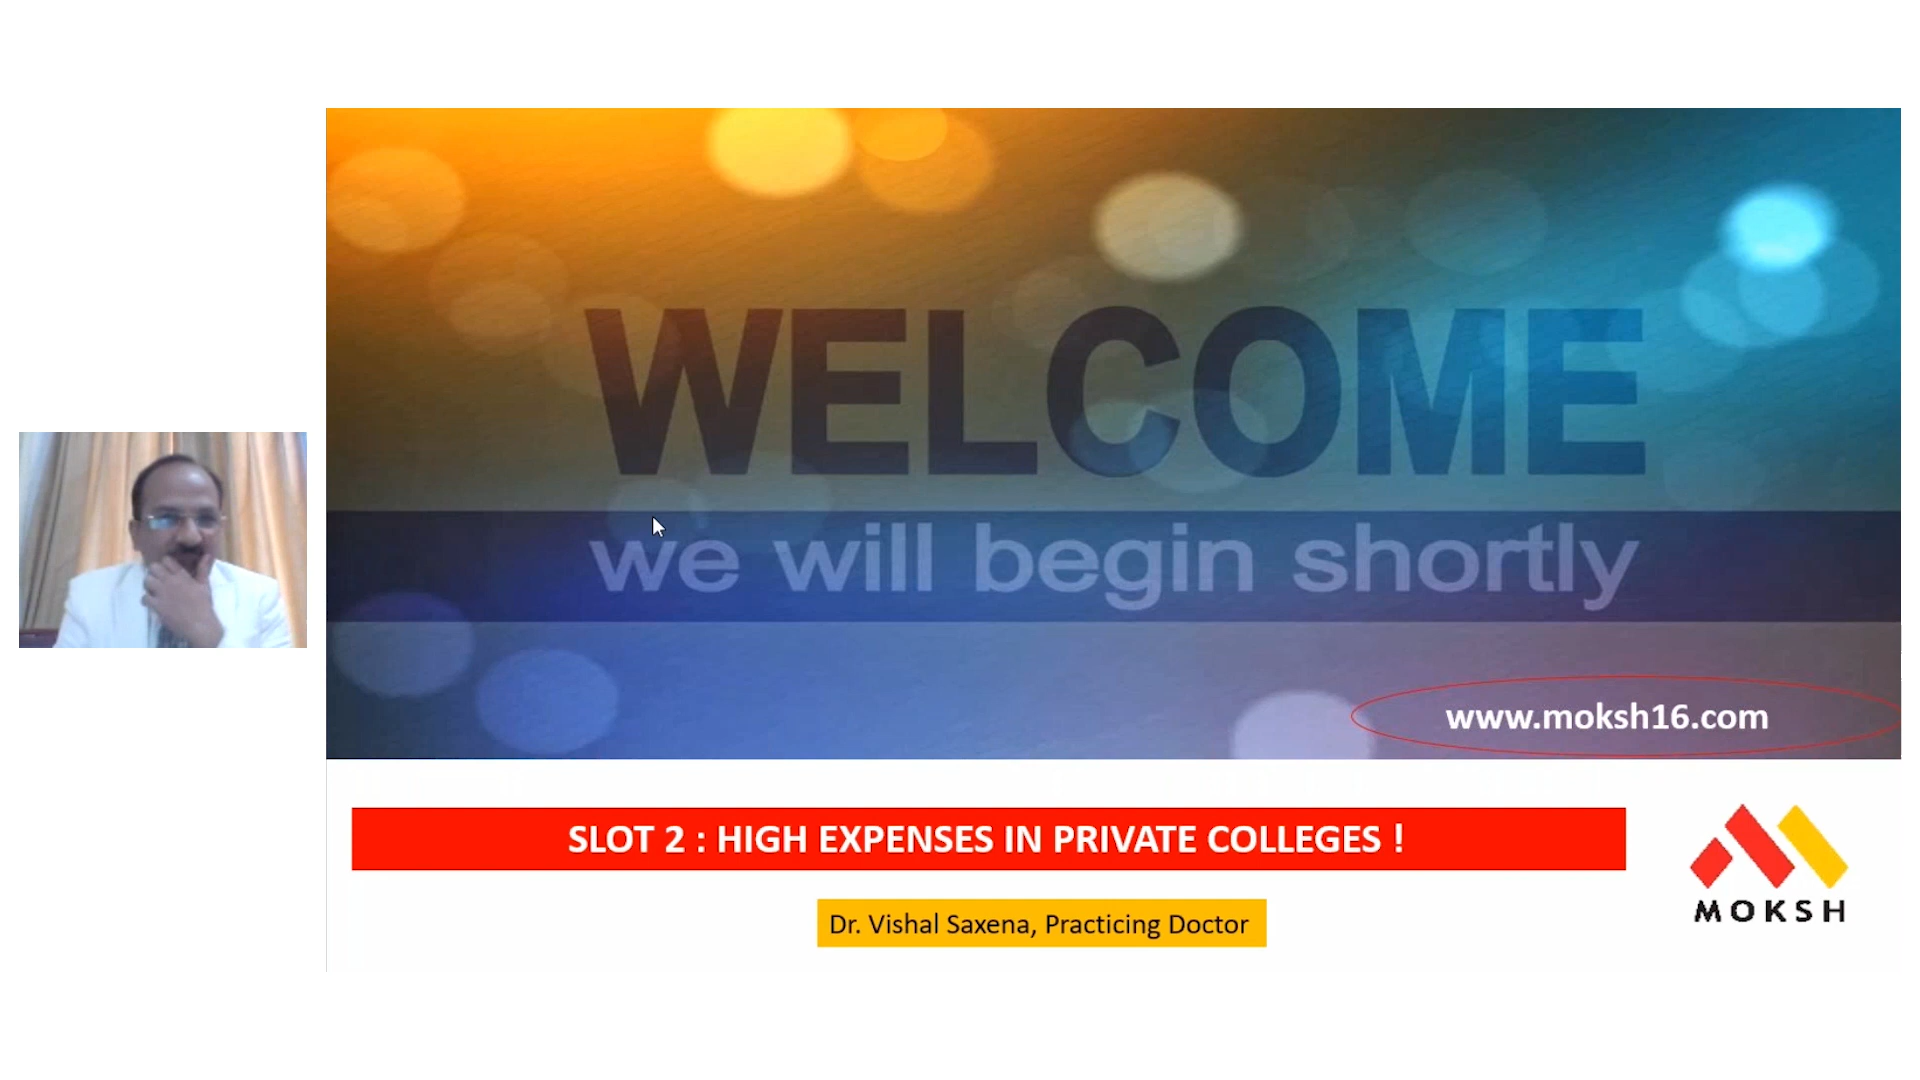 WELCOME
we will begin shortly
www.moksh16.com
SLOT 2 : HIGH EXPENSES IN PRIVATE COLLEGES !
Dr. Vishal Saxena, Practicing Doctor
MOKSH